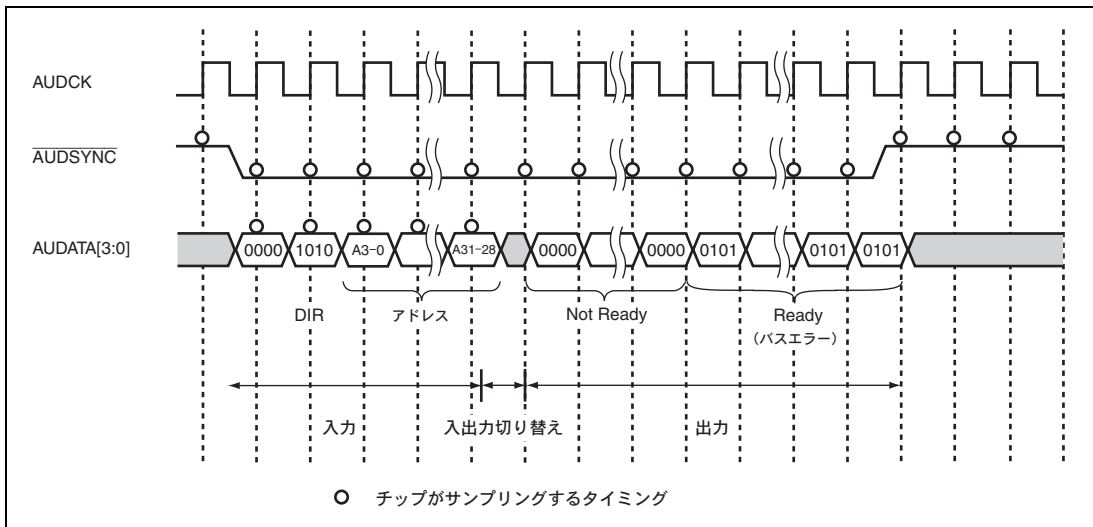 AUDCK
AUDSYNC
AUDATA[3:0]
0000 1010 A3-0 A31-28 0000 0000 0101 0101 0101
DIR アドレス Not Ready Ready
(バスエラー)
入力 入出力切り替え 出力
チップがサンプリングするタイミング